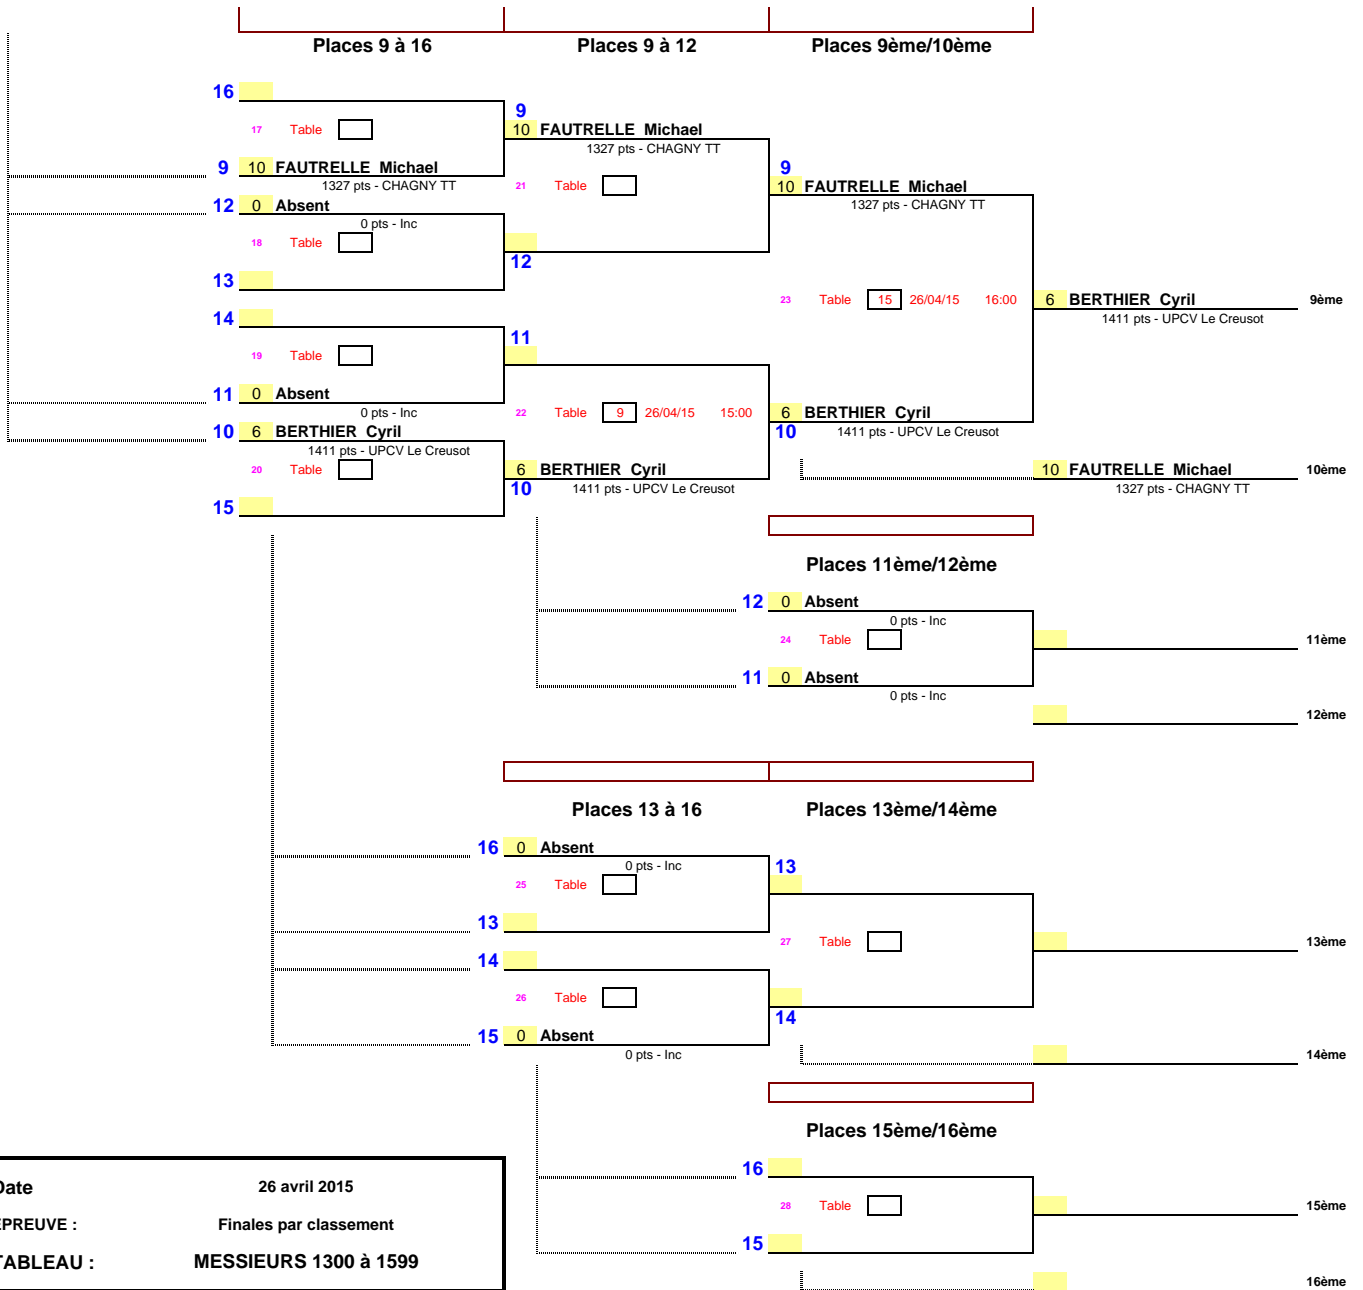 Places 9 à 16 Places 9 à 12 Places 9ème/10ème
16
9
17 Table 10 FAUTRELLE Michael
1327 pts - CHAGNY TT
9 10 FAUTRELLE Michael 9
1327 pts - CHAGNY TT 21 Table 10 FAUTRELLE Michael
12 0 Absent 1327 pts - CHAGNY TT
0 pts - Inc
18 Table
12
13
23 Table 15 26/04/15 16:00 6 BERTHIER Cyril 9ème
14 1411 pts - UPCV Le Creusot
11
19 Table
11 0 Absent
0 pts - Inc 22 Table 9 26/04/15 15:00 6 BERTHIER Cyril
10 6 BERTHIER Cyril 10 1411 pts - UPCV Le Creusot
1411 pts - UPCV Le Creusot
20 Table 6 BERTHIER Cyril 10 FAUTRELLE Michael 10ème
10 1411 pts - UPCV Le Creusot 1327 pts - CHAGNY TT
15
Places 11ème/12ème
12 0 Absent
0 pts - Inc
24 Table 11ème
11 0 Absent
0 pts - Inc
12ème
Places 13 à 16 Places 13ème/14ème
16 0 Absent
0 pts - Inc 13
25 Table
13
27 Table 13ème
14
26 Table
14
15 0 Absent
0 pts - Inc 14ème
Places 15ème/16ème
16
Date 26 avril 2015
28 Table 15ème
EPREUVE : Finales par classement
15
TABLEAU : MESSIEURS 1300 à 1599
16ème